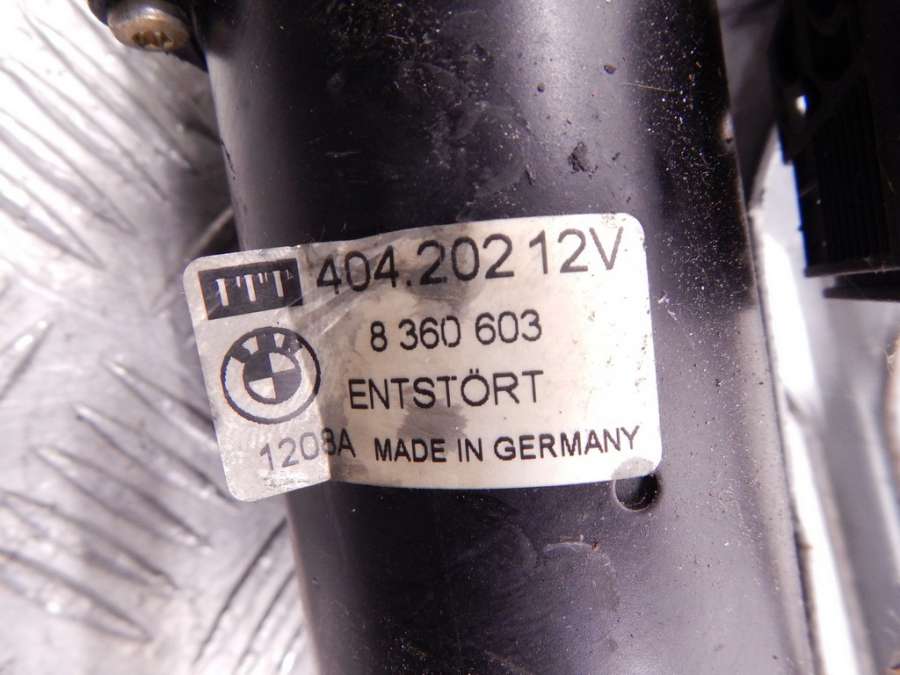 ITT 404.202 12V
8 360 603
ENTSTÖRT
1208A MADE IN GERMANY